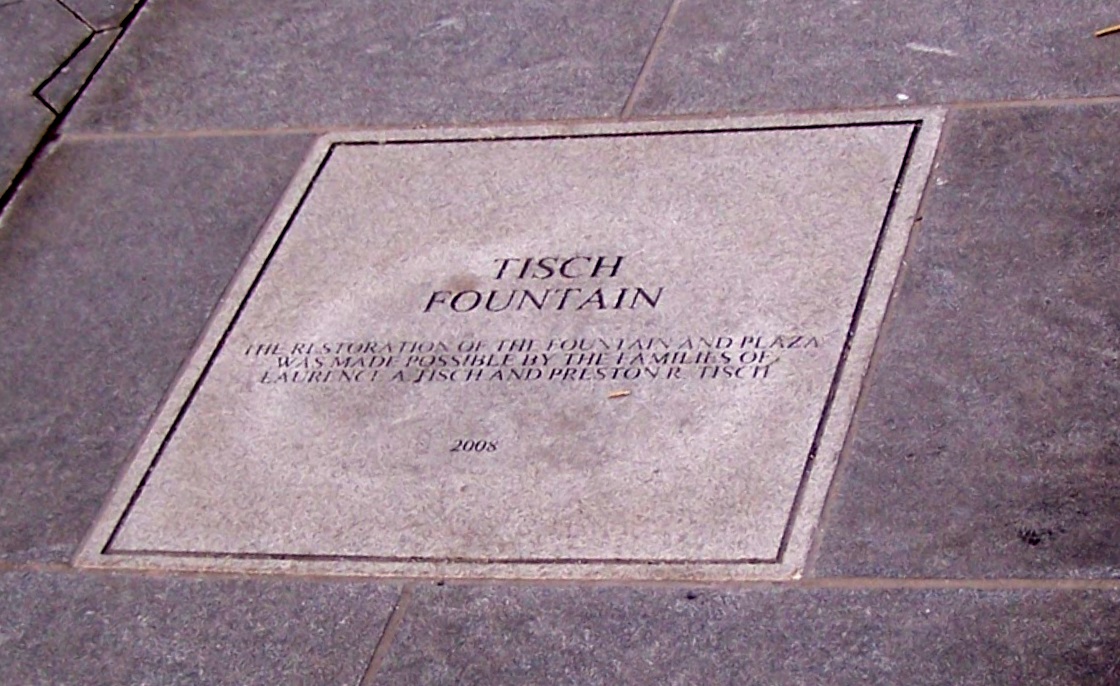 TISCH
FOUNTAIN
THE RESTORATION OF THE FOUNTAIN AND PLAZA
WAS MADE POSSIBLE BY THE FAMILIES OF
LAURENCE A. TISCH AND PRESTON R. TISCH
2008